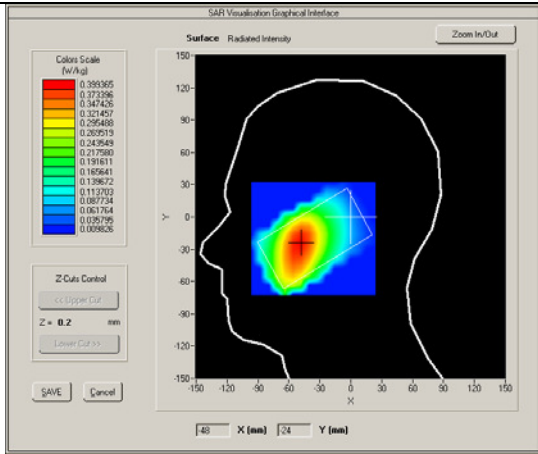 SAR Visualisation Graphical Interface
Surface Radiated Intensity
Zoom In/Out
Colors Scale
(W/kg)
0.399365
0.373396
0.347426
0.321457
0.295488
0.269519
0.243549
0.217580
0.191611
0.165641
0.139672
0.113703
0.087734
0.061764
0.035795
0.009826
Z-Cuts Control
<< Upper Cut
Z = 0.2 mm
Lower Cut >>
SAVE Cancel
150-
120-
90-
60-
30-
0-
-30-
-60-
-90-
-120-
-150-
Y
-150 -120 -90 -60 -30 0 30 60 90 120 150
X
-48 X (mm) -24 Y (mm)